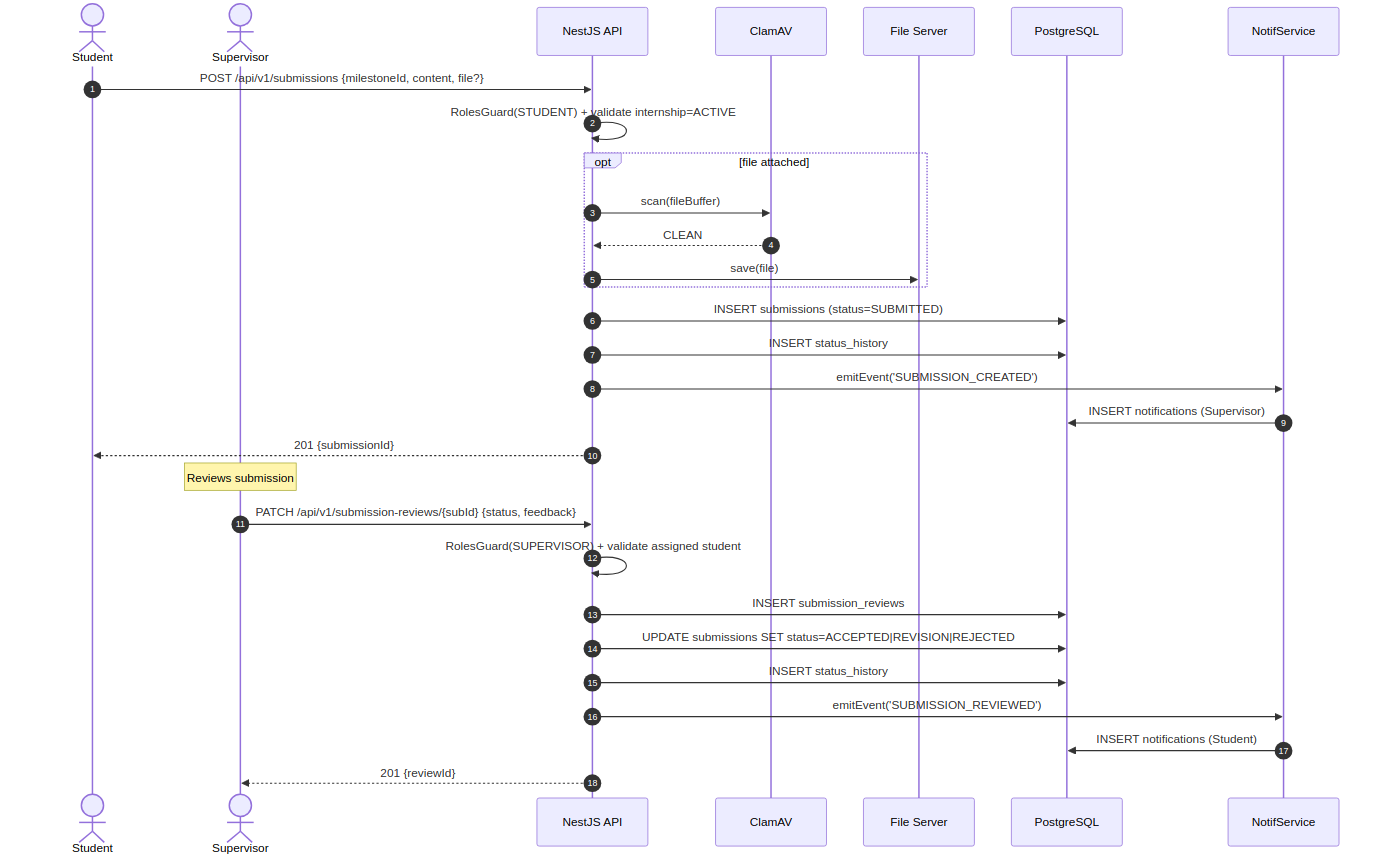 Student
Supervisor
NestJS API
ClamAV
File Server
PostgreSQL
NotifService
POST /api/v1/submissions {milestoneId, content, file?}
1
RolesGuard(STUDENT) + validate internship=ACTIVE
2
opt
[file attached]
scan(fileBuffer)
3
CLEAN
4
save(file)
5
INSERT submissions (status=SUBMITTED)
6
INSERT status_history
7
emitEvent('SUBMISSION_CREATED')
8
INSERT notifications (Supervisor)
9
201 {submissionId}
10
Reviews submission
PATCH /api/v1/submission-reviews/{subId} {status, feedback}
11
RolesGuard(SUPERVISOR) + validate assigned student
12
INSERT submission_reviews
13
UPDATE submissions SET status=ACCEPTED|REVISION|REJECTED
14
INSERT status_history
15
emitEvent('SUBMISSION_REVIEWED')
16
INSERT notifications (Student)
17
201 {reviewId}
18
Student
Supervisor
NestJS API
ClamAV
File Server
PostgreSQL
NotifService